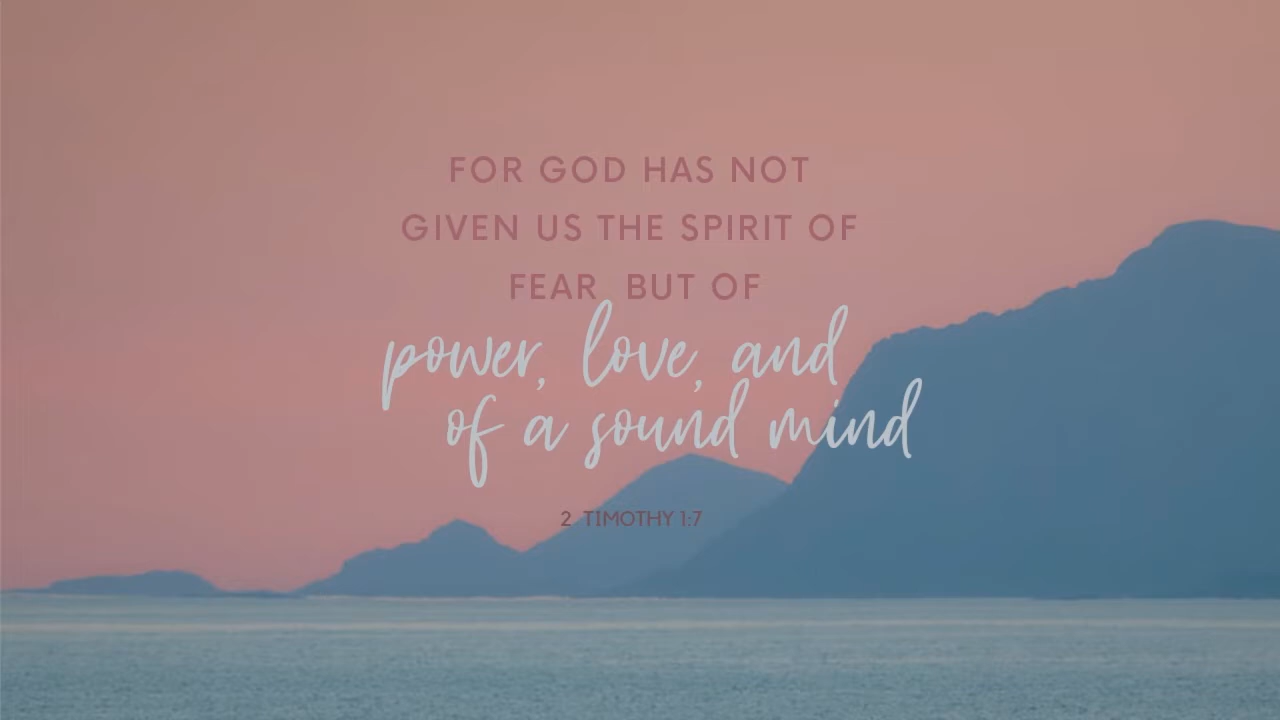 FOR GOD HAS NOT
GIVEN US THE SPIRIT OF
FEAR BUT OF
power, love, and
of a sound mind
2 TIMOTHY 1:7